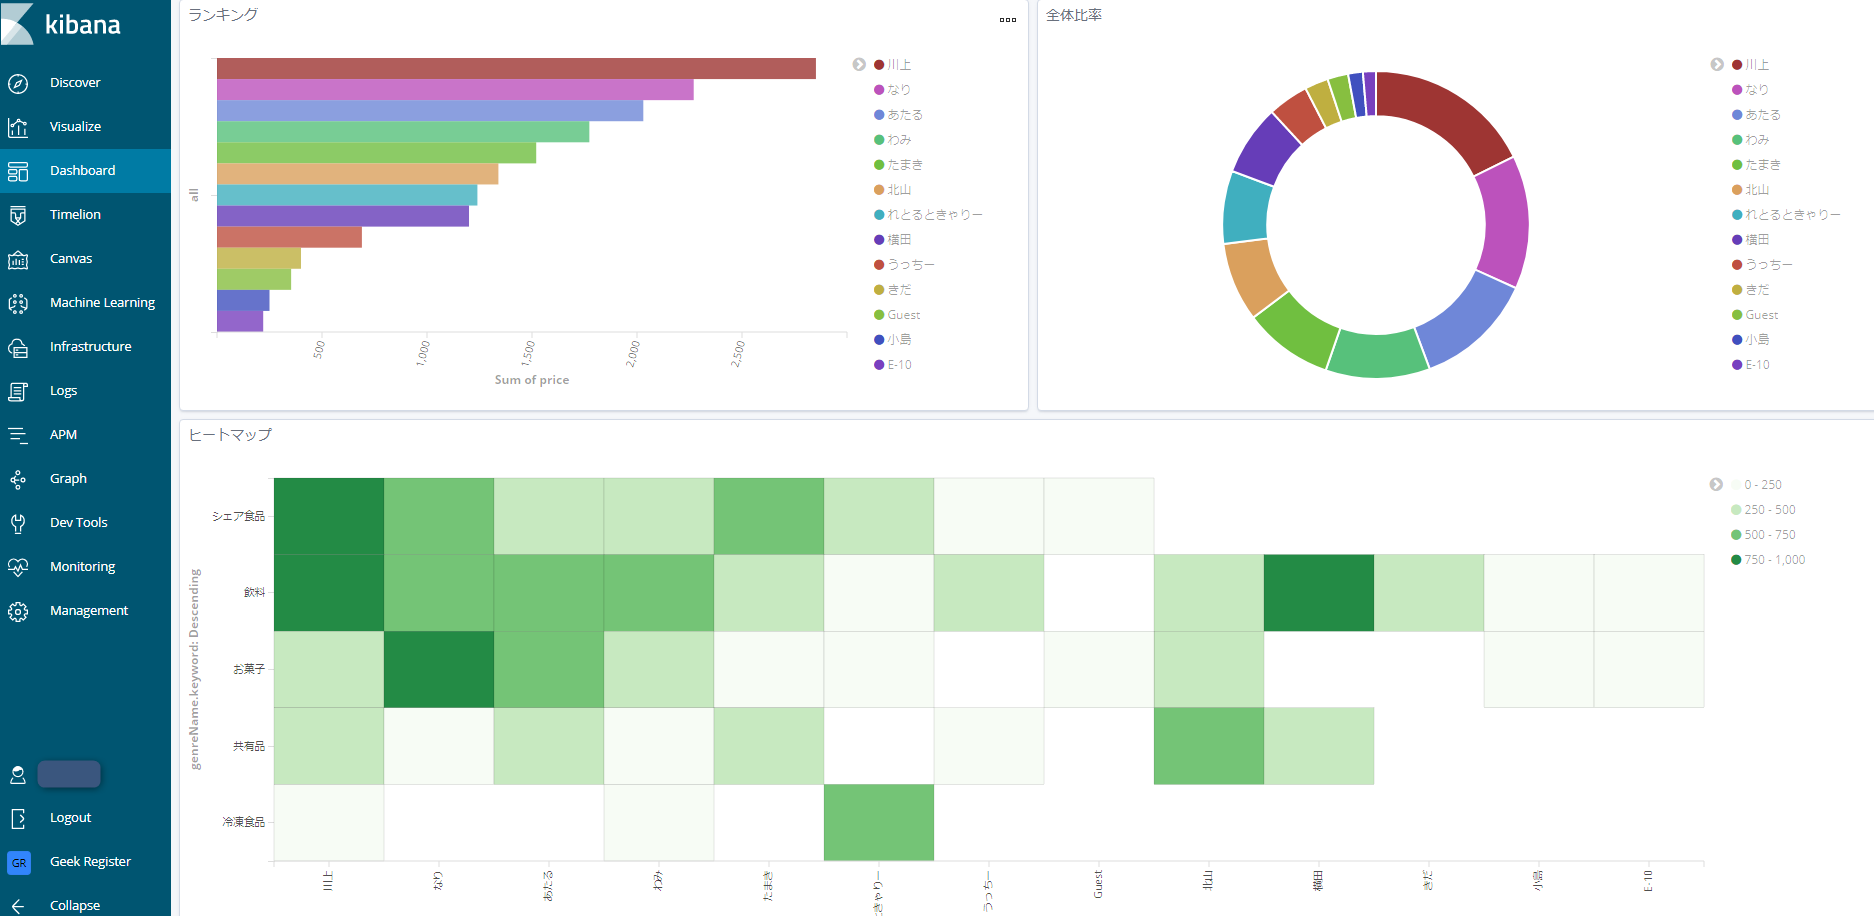 kibana
Discover
Visualize
Dashboard
Timelion
Canvas
Machine Learning
Infrastructure
Logs
APM
Graph
Dev Tools
Monitoring
Management
Logout
GR Geek Register
Collapse
ランキング
all
500
1,000
1,500
2,000
2,500
Sum of price
川上
なり
あたる
わみ
たまき
北山
れとるときゃりー
横田
うっちー
きだ
Guest
小島
E-10
全体比率
川上
なり
あたる
わみ
たまき
北山
れとるときゃりー
横田
うっちー
きだ
Guest
小島
E-10
ヒートマップ
genreName.keyword: Descending
シェア食品
飲料
お菓子
共有品
冷凍食品
川上
なり
あたる
わみ
たまき
ときゃりー
うっちー
Guest
北山
横田
きだ
小島
E-10
0 - 250
250 - 500
500 - 750
750 - 1,000